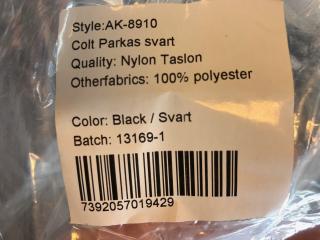 Style:AK-8910
Colt Parkas svart
Quality: Nylon Taslon
Otherfabrics: 100% polyester
Color: Black / Svart
Batch: 13169-1
7392057019429